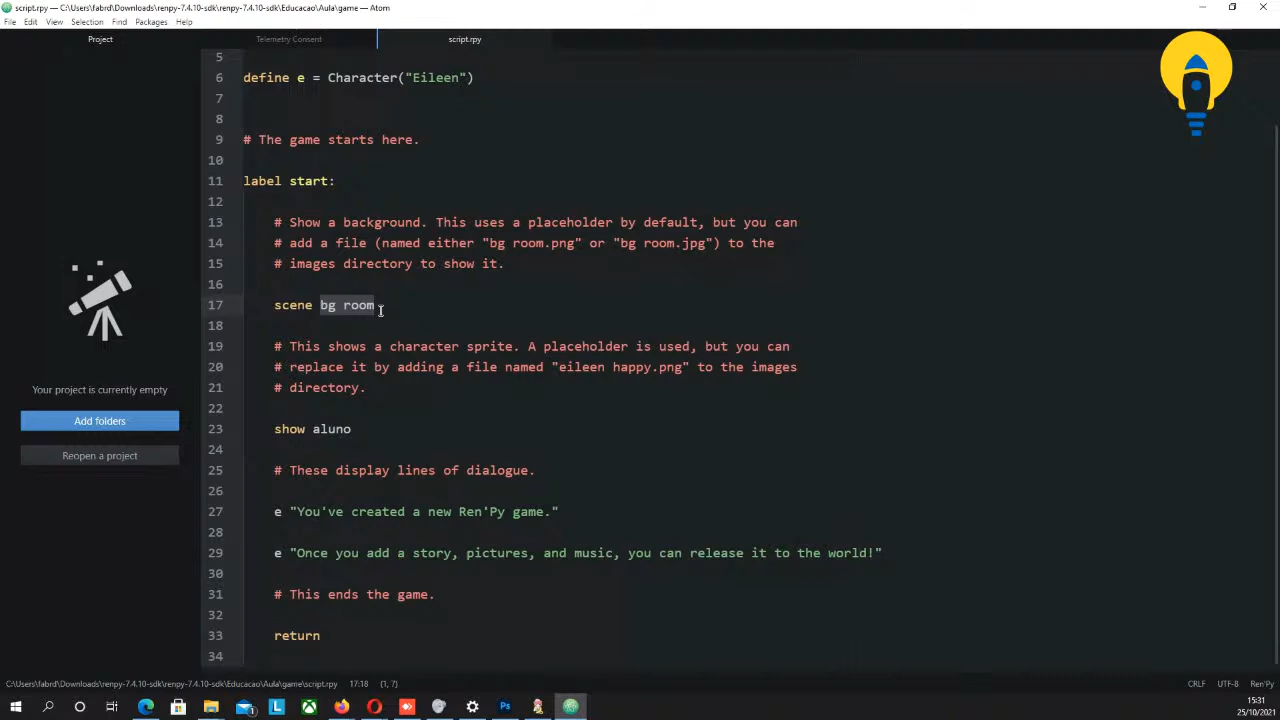 script.rpy — C:\Users\fabrd\Downloads\renpy-7.4.10-sdk\renpy-7.4.10-sdk\Educacao\Aula\game — Atom
File Edit View Selection Find Packages Help
Project
Telemetry Consent
script.rpy
5
6 define e = Character("Eileen")
7
8
9 # The game starts here.
10
11 label start:
12
13 # Show a background. This uses a placeholder by default, but you can
14 # add a file (named either "bg room.png" or "bg room.jpg") to the
15 # images directory to show it.
16
17 scene bg room
18
19 # This shows a character sprite. A placeholder is used, but you can
20 # replace it by adding a file named "eileen happy.png" to the images
21 # directory.
22
23 show aluno
24
25 # These display lines of dialogue.
26
27 e "You've created a new Ren'Py game."
28
29 e "Once you add a story, pictures, and music, you can release it to the world!"
30
31 # This ends the game.
32
33 return
34
Your project is currently empty
Add folders
Reopen a project
C:\Users\fabrd\Downloads\renpy-7.4.10-sdk\renpy-7.4.10-sdk\Educacao\Aula\game\script.rpy 17:18 (1, 7) CRLF UTF-8 Ren'Py
L
Ps
15:31
25/10/2021